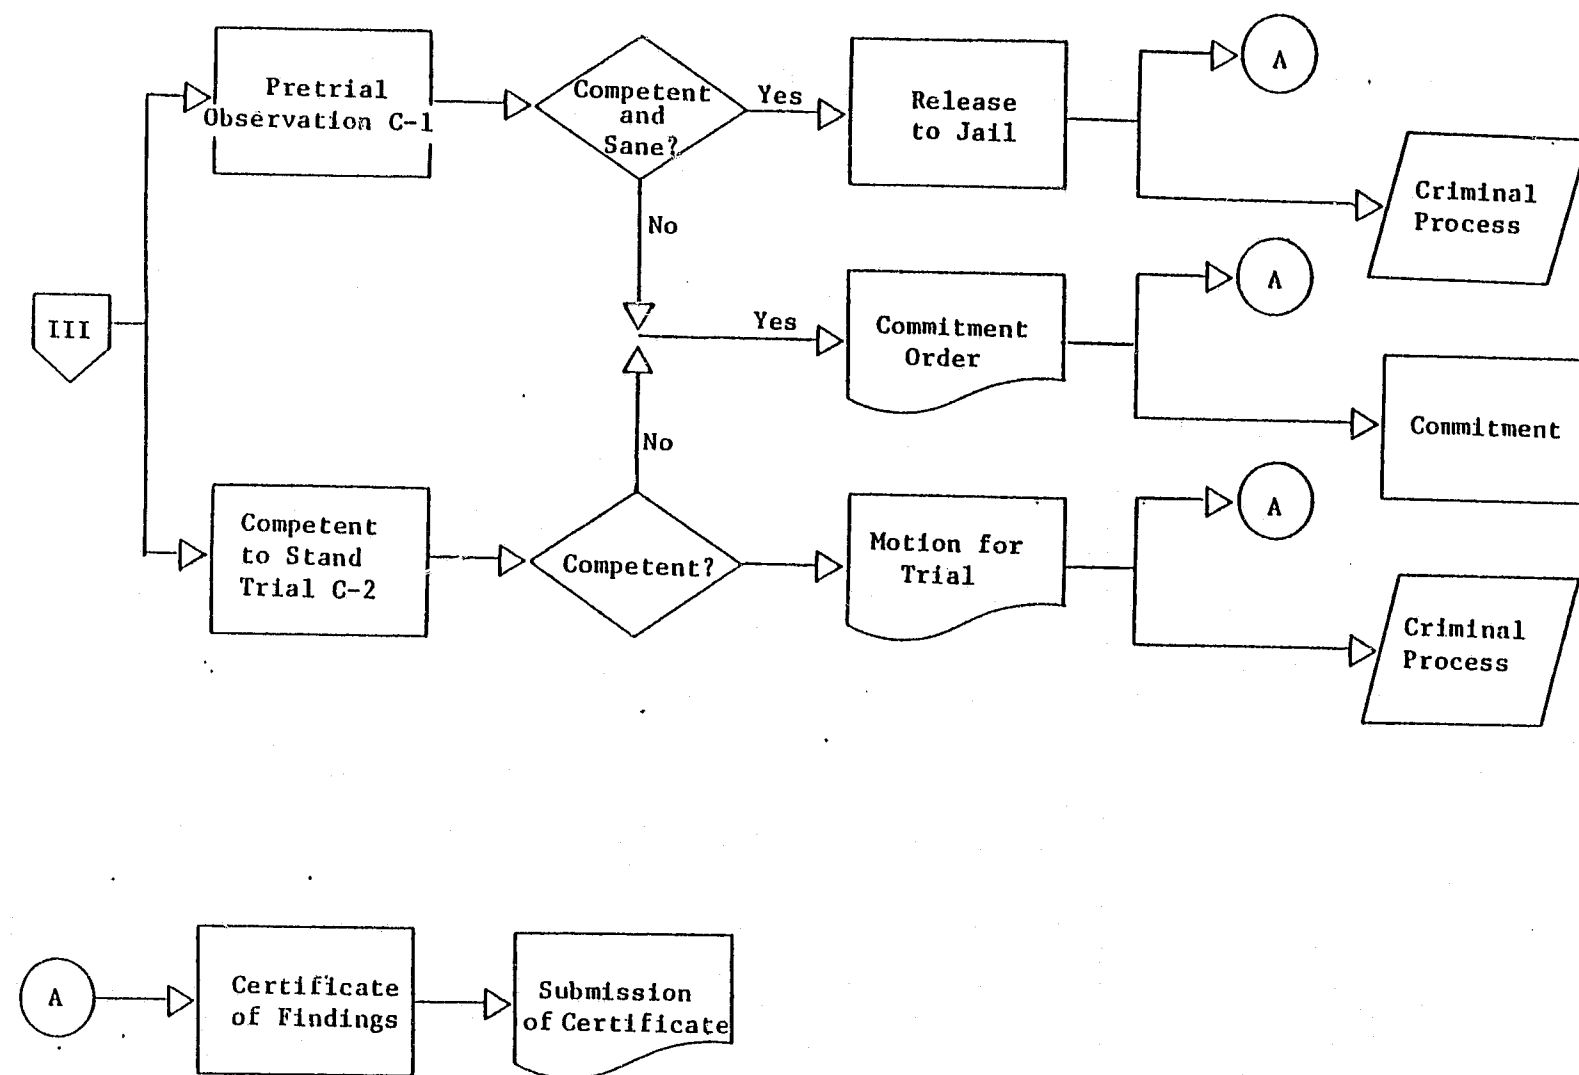 Pretrial
Observation C-1
Competent
and
Sane?
Yes
Release
to Jail
A
Criminal
Process
No
III
Yes
Commitment
Order
A
Commitment
No
Competent
to Stand
Trial C-2
Competent?
Motion for
Trial
A
Criminal
Process
A
Certificate
of Findings
Submission
of Certificate